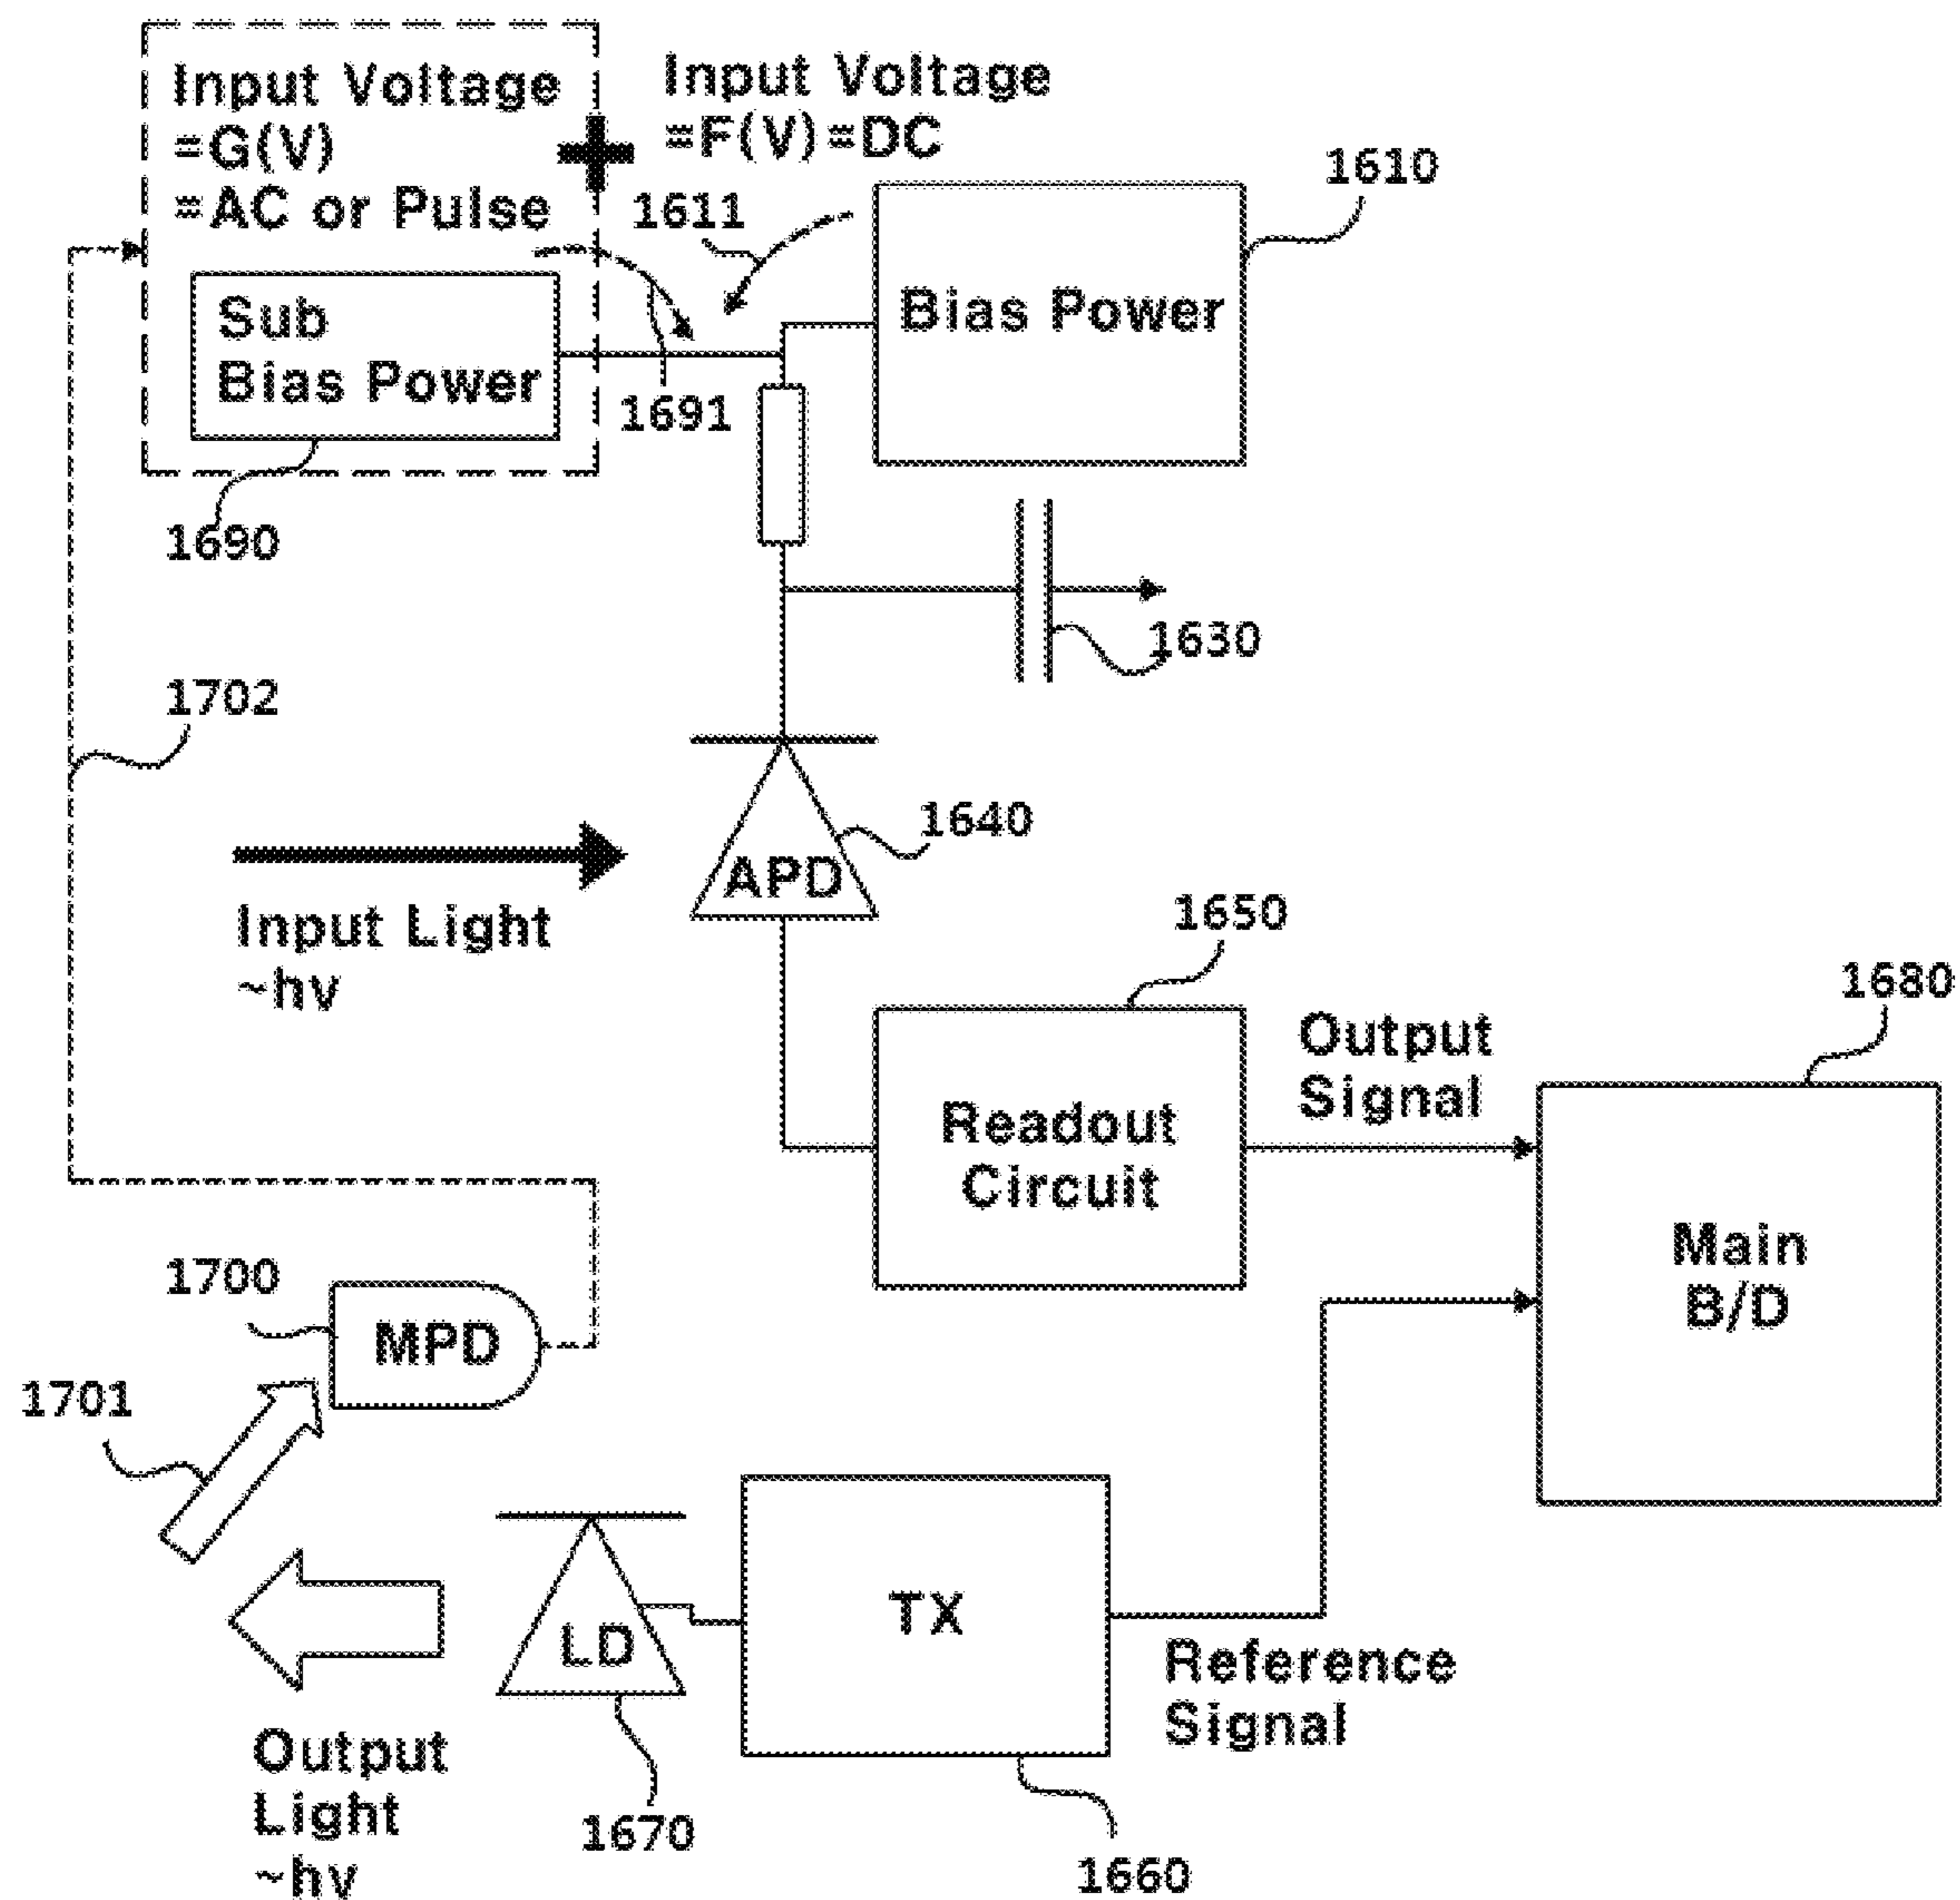 Input Voltage
=G(V)
=AC or Pulse
Input Voltage
=F(V)=DC
1611
1610
Bias Power
Sub
Bias Power
1691
1690
1630
1702
1640
APD
Input Light
~hv
1650
1680
Output
Signal
Readout
Circuit
Main
B/D
1700
MPD
1701
TX
LD
Reference
Signal
Output
Light
~hv
1670
1660